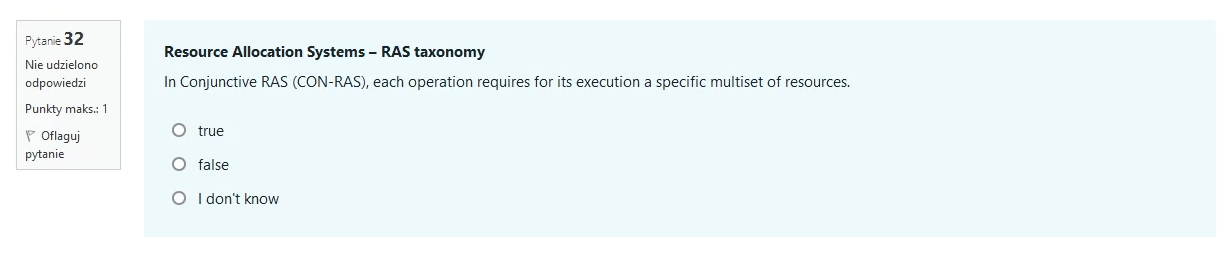 Pytanie 32
Nie udzielono
odpowiedzi
Punkty maks.: 1
Oflaguj
pytanie
Resource Allocation Systems – RAS taxonomy
In Conjunctive RAS (CON-RAS), each operation requires for its execution a specific multiset of resources.
true
false
I don't know